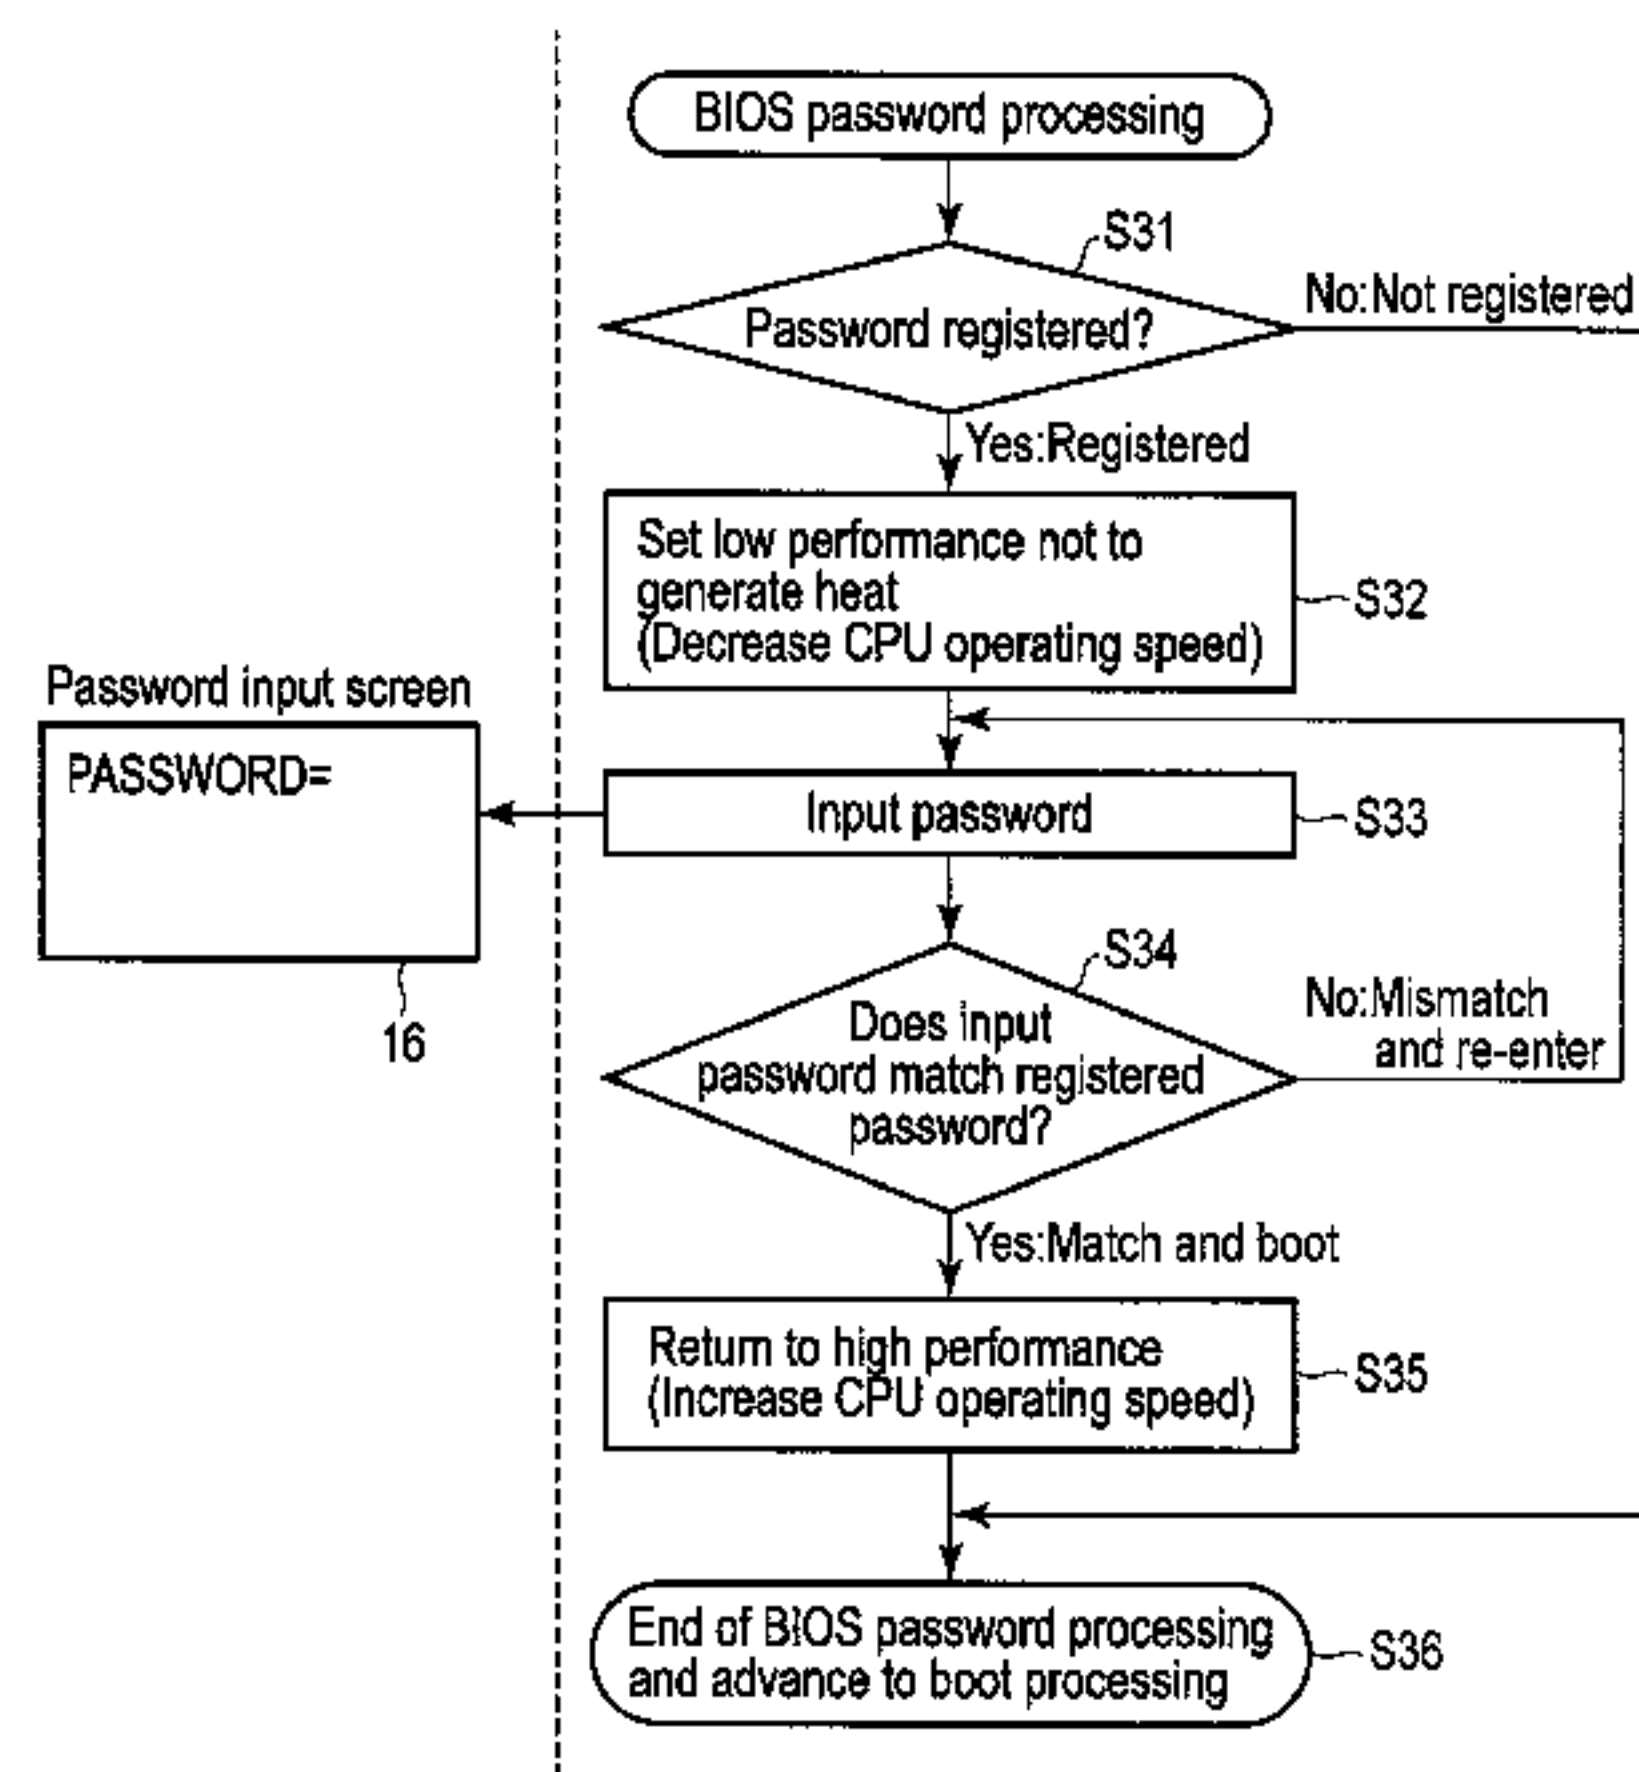 BIOS password processing
S31
No:Not registered
Password registered?
Yes:Registered
Set low performance not to
generate heat
(Decrease CPU operating speed)
S32
Password input screen
PASSWORD=
Input password
S33
S34
No:Mismatch
and re-enter
Does input
password match registered
password?
16
Yes:Match and boot
Return to high performance
(Increase CPU operating speed)
S35
End of BIOS password processing
and advance to boot processing
S36